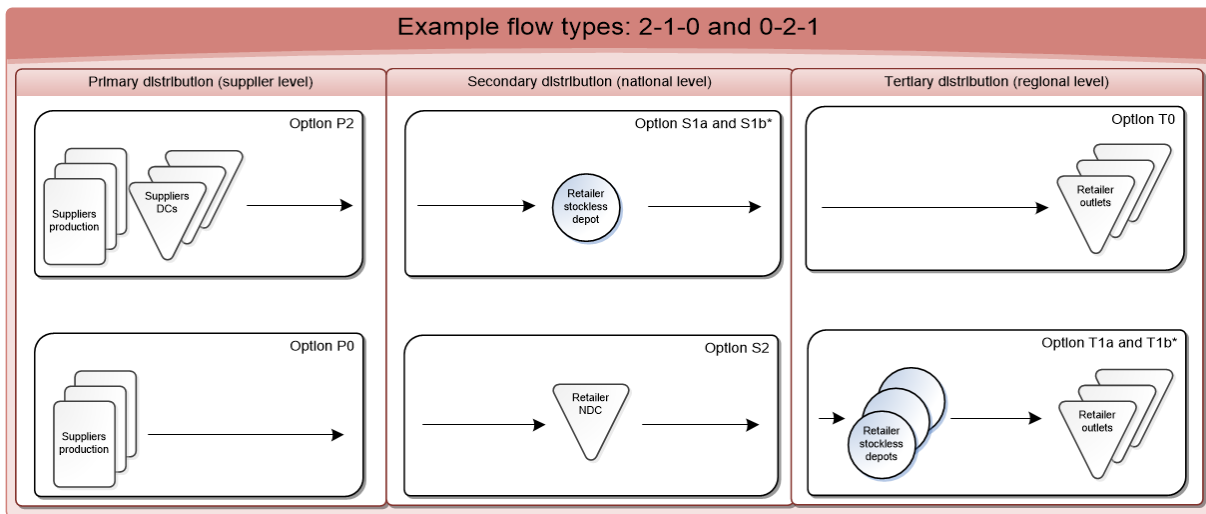 Example flow types: 2-1-0 and 0-2-1
Primary distribution (supplier level)
Secondary distribution (national level)
Tertiary distribution (regional level)
Option P2
Suppliers
production
Suppliers
DCs
Option S1a and S1b*
Retailer
stockless
depot
Option T0
Retailer
outlets
Option P0
Suppliers
production
Option S2
Retailer
NDC
Option T1a and T1b*
Retailer
stockless
depots
Retailer
outlets